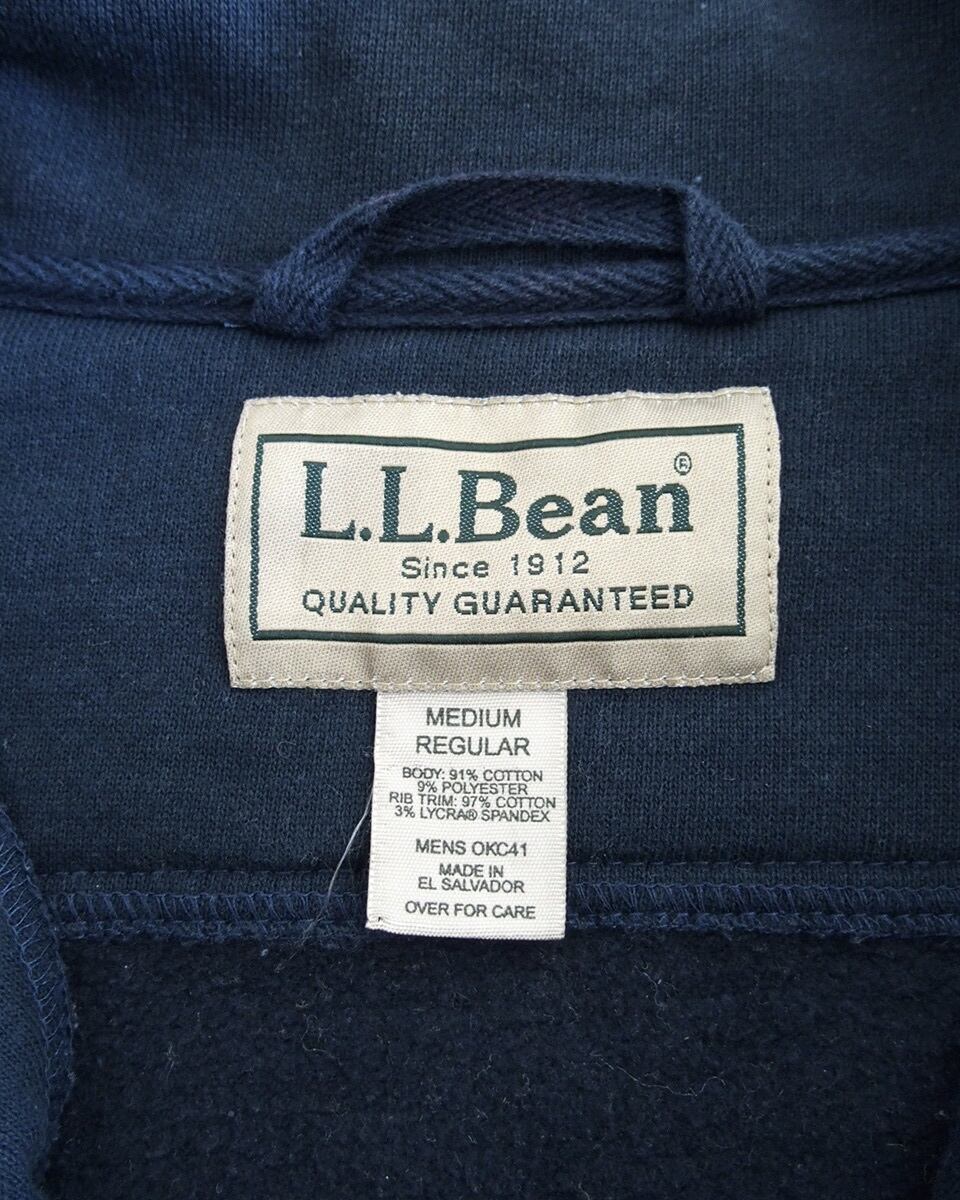 L.L.Bean®
Since 1912
QUALITY GUARANTEED
MEDIUM
REGULAR
BODY: 91% COTTON
9% POLYESTER
RIB TRIM: 97% COTTON
3% LYCRA® SPANDEX
MENS OKC41
MADE IN
EL SALVADOR
OVER FOR CARE